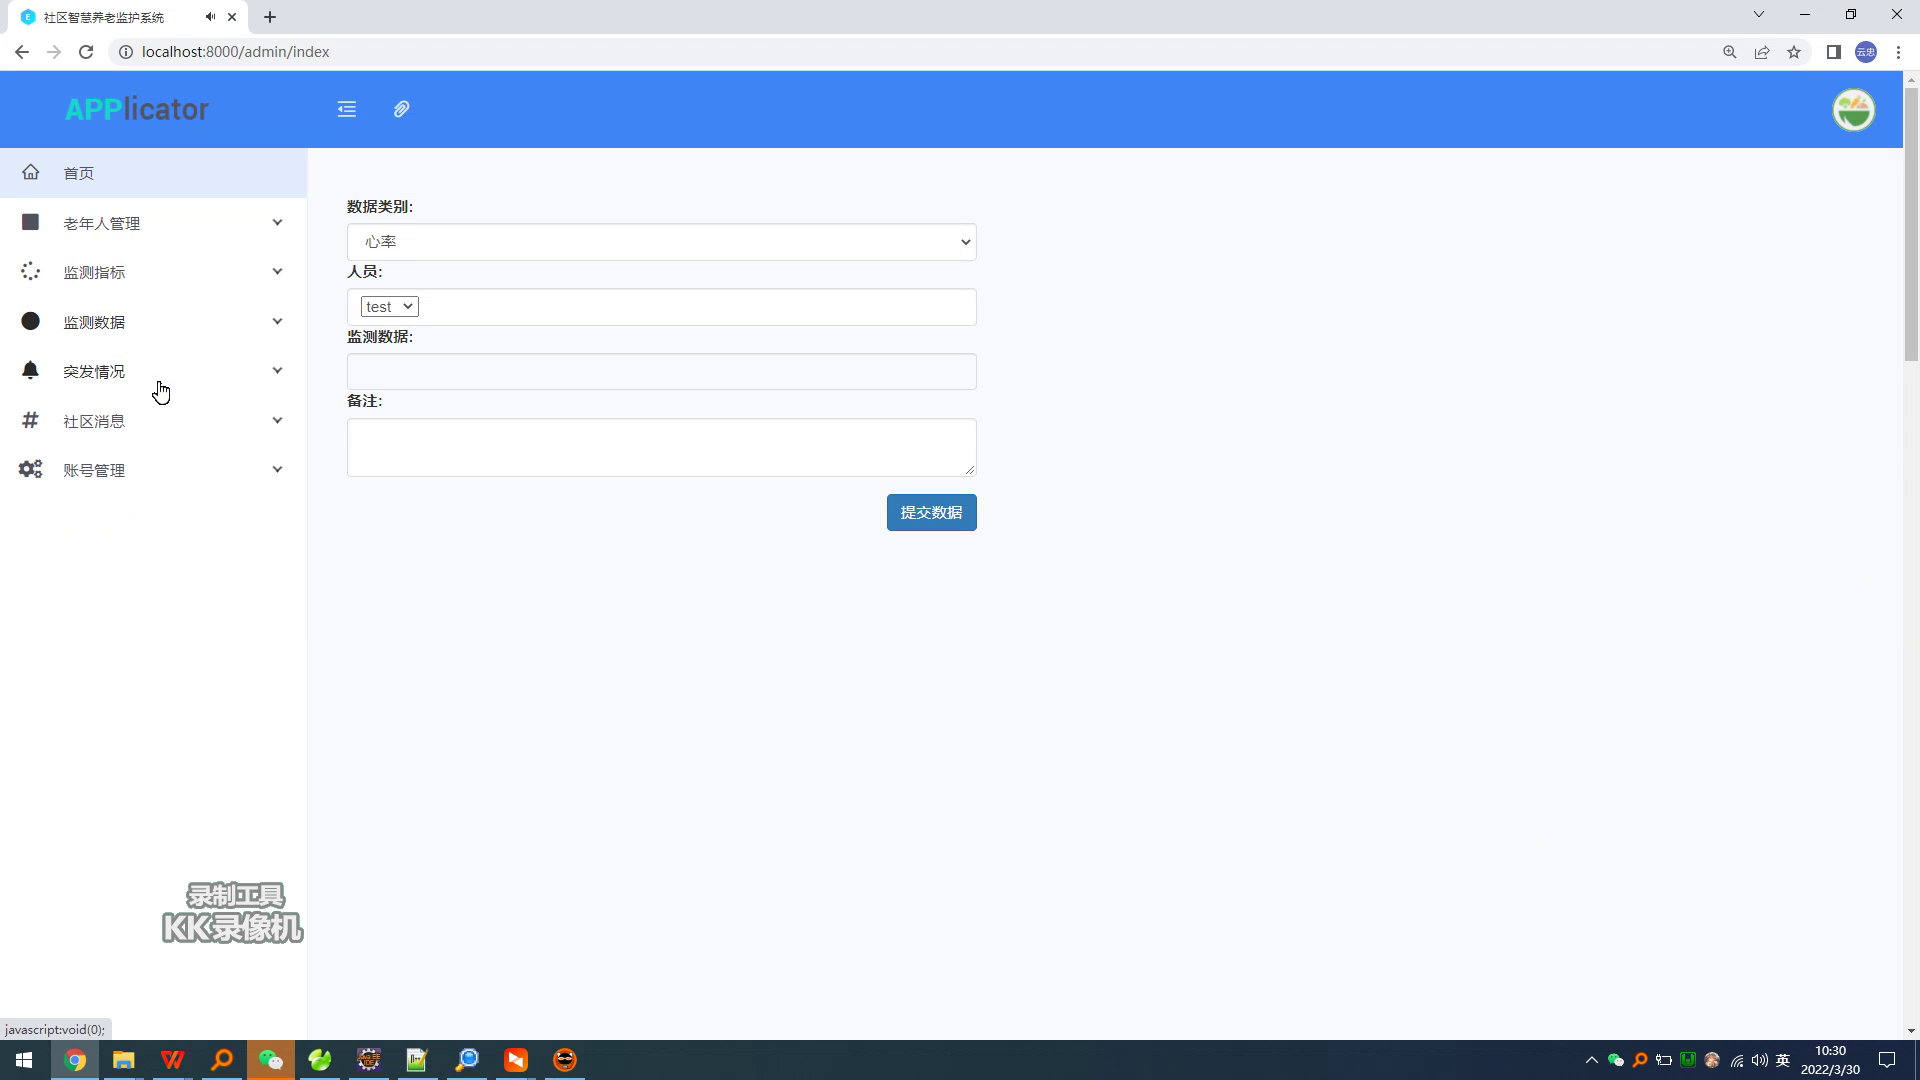 社区智慧养老监护系统
localhost:8000/admin/index
云忠
APPlicator
首页
老年人管理
监测指标
监测数据
突发情况
社区消息
账号管理
数据类别:
心率
人员:
test
监测数据:
备注:
提交数据
录制工具
KK录像机
javascript:void(0);
英
10:30
2022/3/30